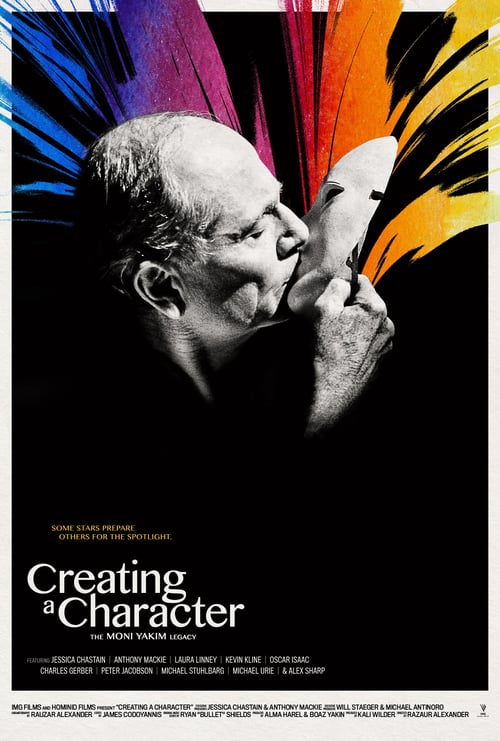 SOME STARS PREPARE
OTHERS FOR THE SPOTLIGHT.
Creating
a Character
THE MONI YAKIM LEGACY
FEATURING JESSICA CHASTAIN | ANTHONY MACKIE | LAURA LINNEY | KEVIN KLINE | OSCAR ISAAC
CHARLES GERBER | PETER JACOBSON | MICHAEL STUHLBARG | MICHAEL URIE | & ALEX SHARP
IMG FILMS AND HOMINID FILMS PRESENT "CREATING A CHARACTER" JESSICA CHASTAIN & ANTHONY MACKIE WILL STAEGER & MICHAEL ANTINORO
RAUZAR ALEXANDER JAMES CODOYANNIS RYAN "BULLET" SHIELDS ALMA HAREL & BOAZ YAKIN KALI WILDER RAZAUR ALEXANDER